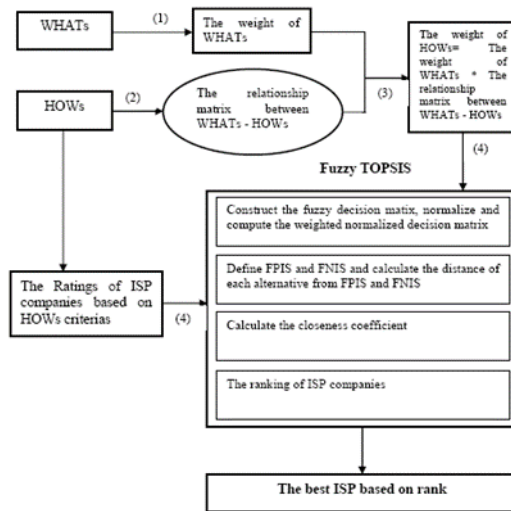 WHATs
(1)
The weight of
WHATs
The weight of
HOWs= The
weight of
WHATs * The
relationship
matrix between
WHATs - HOWs
HOWs
(2)
The relationship
matrix between
WHATs - HOWs
(3)
(4)
Fuzzy TOPSIS
Construct the fuzzy decision matix, normalize and
compute the weighted normalized decision matrix
Define FPIS and FNIS and calculate the distance of
each alternative from FPIS and FNIS
The Ratings of ISP
companies based on
HOWs criterias
(4)
Calculate the closeness coefficient
The ranking of ISP companies
The best ISP based on rank